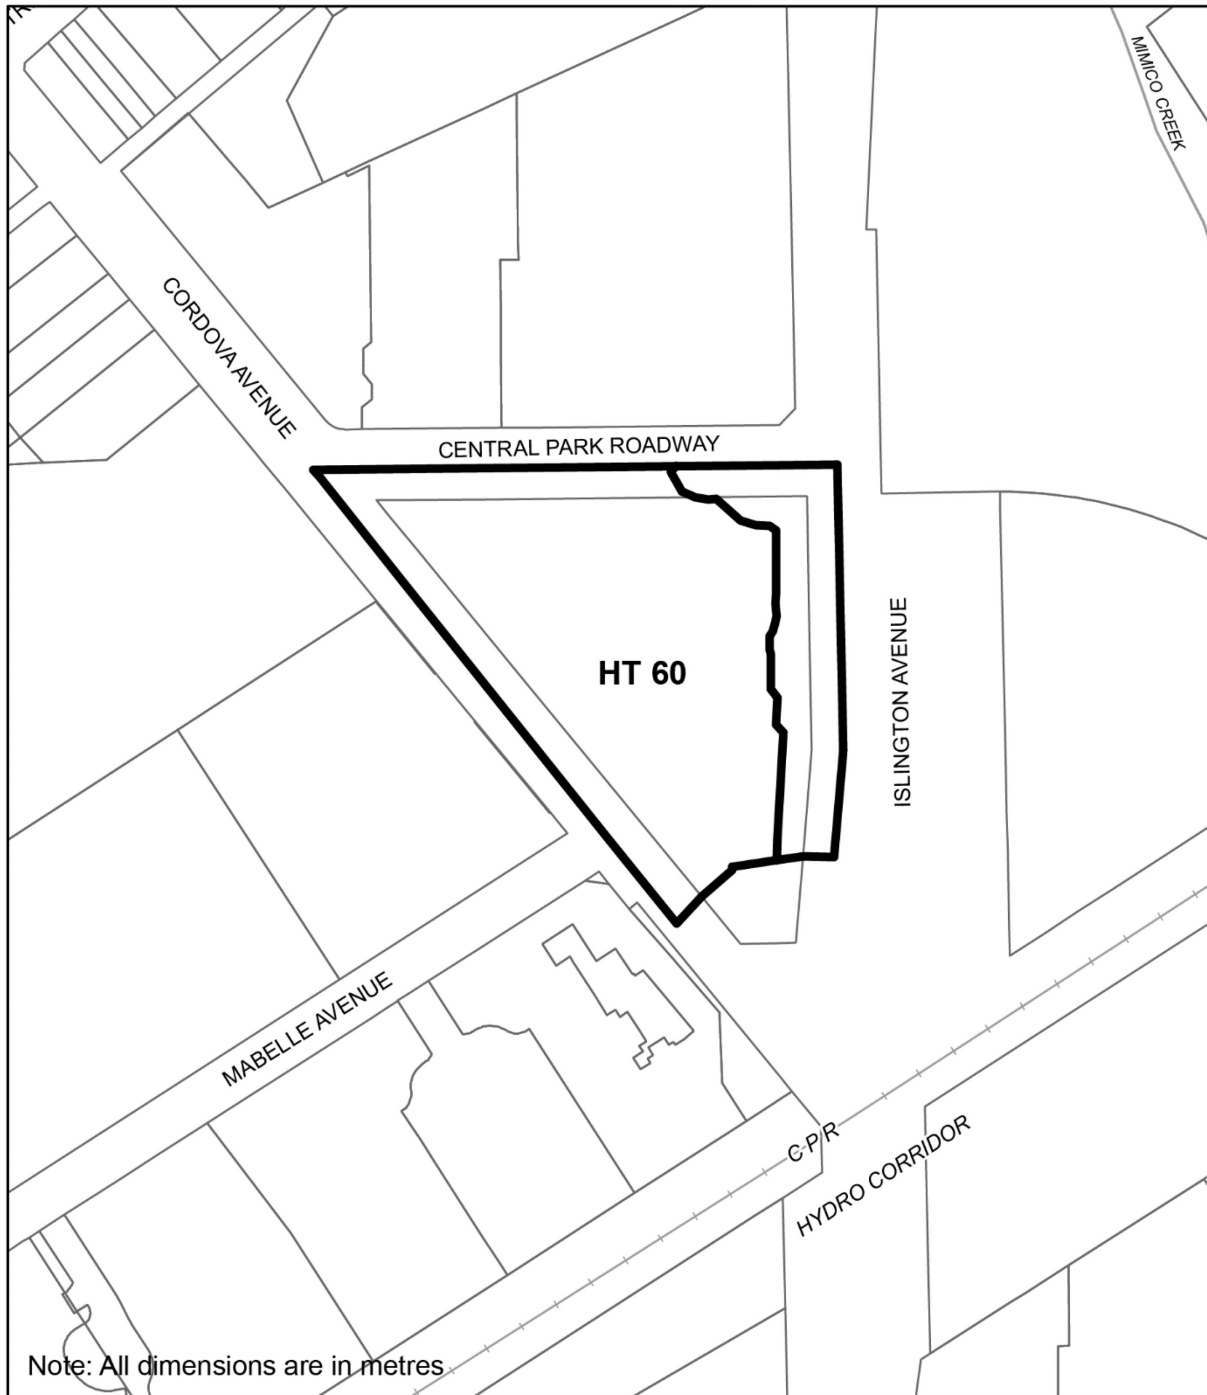 MIMICO CREEK
CORDOVA AVENUE
CENTRAL PARK ROADWAY
HT 60
ISLINGTON AVENUE
MABELLE AVENUE
C P R
HYDRO CORRIDOR
Note: All dimensions are in metres